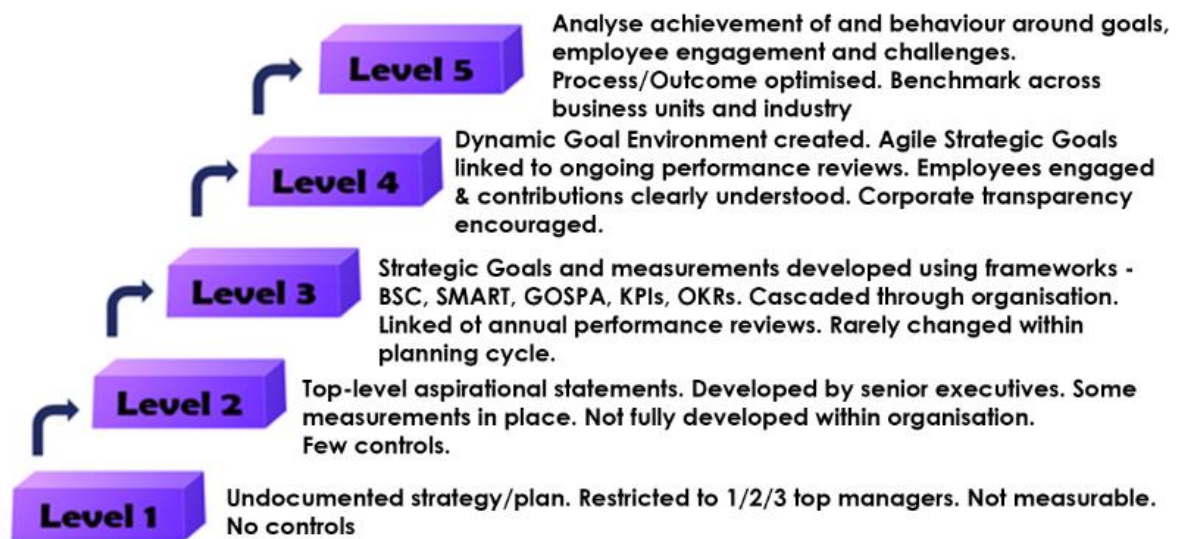 Level 5
Analyse achievement of and behaviour around goals,
employee engagement and challenges.
Process/Outcome optimised. Benchmark across
business units and industry
Level 4
Dynamic Goal Environment created. Agile Strategic Goals
linked to ongoing performance reviews. Employees engaged
& contributions clearly understood. Corporate transparency
encouraged.
Level 3
Strategic Goals and measurements developed using frameworks -
BSC, SMART, GOSPA, KPIs, OKRs. Cascaded through organisation.
Linked ot annual performance reviews. Rarely changed within
planning cycle.
Level 2
Top-level aspirational statements. Developed by senior executives. Some
measurements in place. Not fully developed within organisation.
Few controls.
Level 1
Undocumented strategy/plan. Restricted to 1/2/3 top managers. Not measurable.
No controls